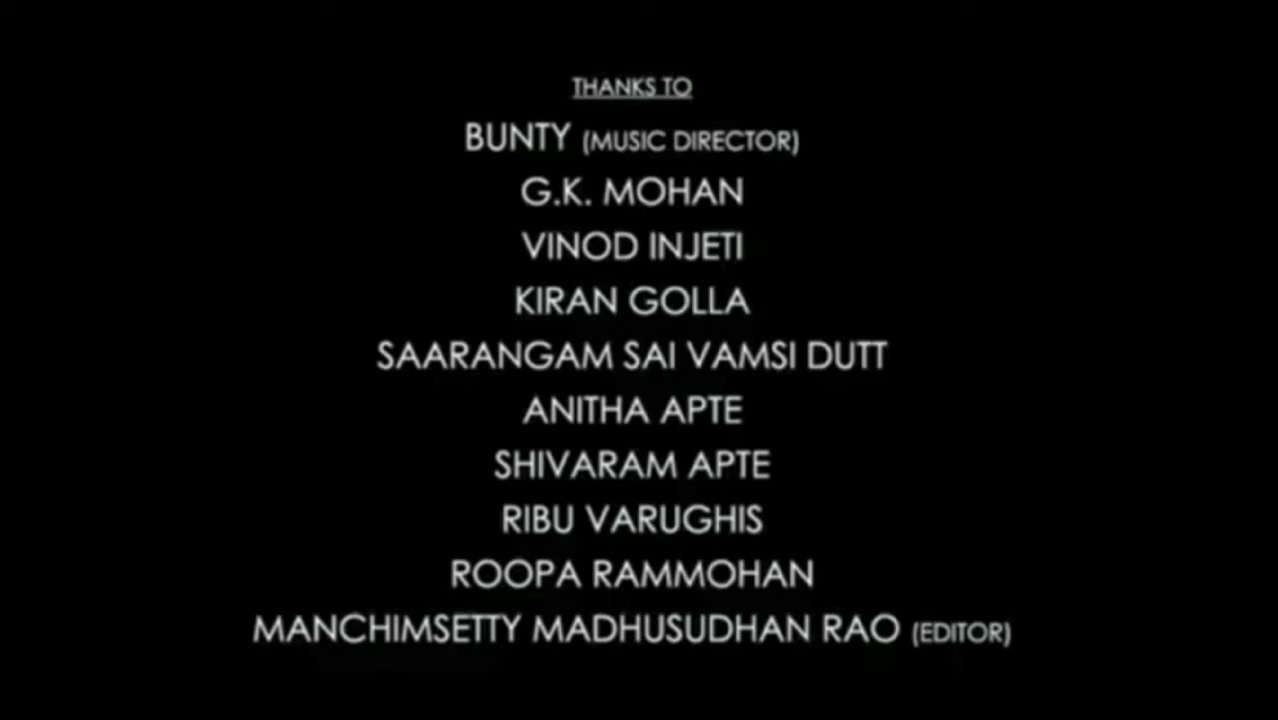 THANKS TO
BUNTY (MUSIC DIRECTOR)
G.K. MOHAN
VINOD INJETI
KIRAN GOLLA
SAARANGAM SAI VAMSI DUTT
ANITHA APTE
SHIVARAM APTE
RIBU VARUGHIS
ROOPA RAMMOHAN
MANCHIMSETTY MADHUSUDHAN RAO (EDITOR)